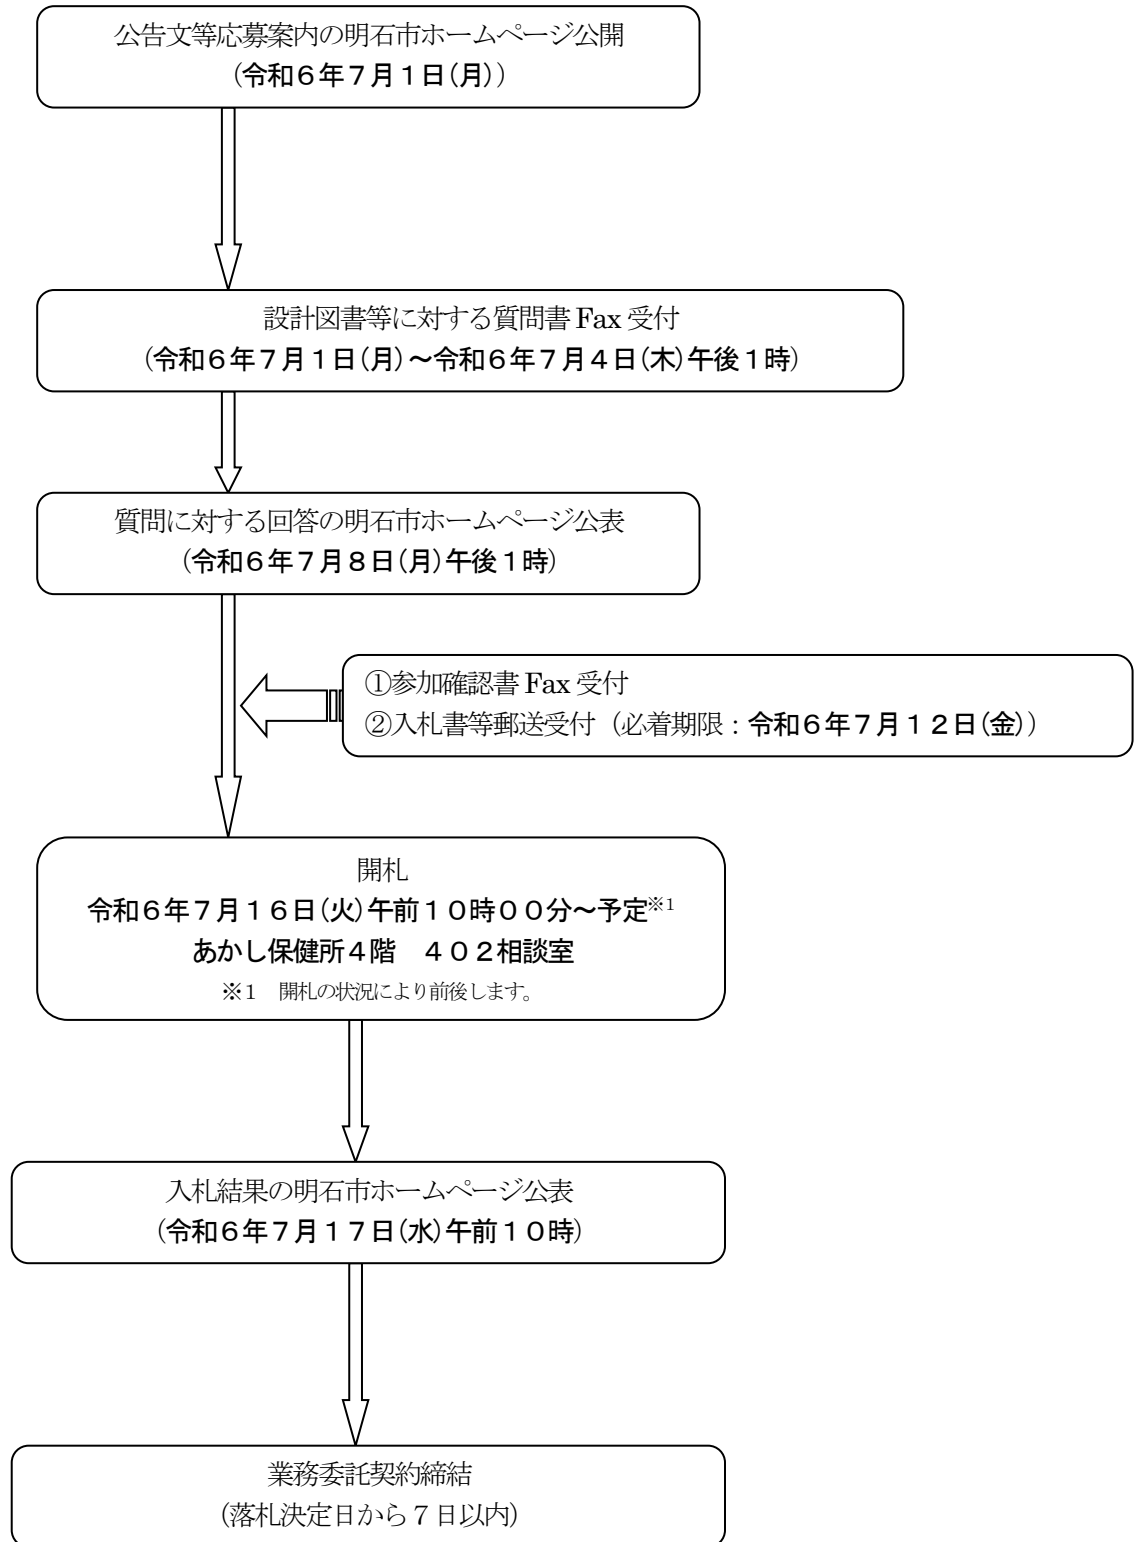 公告文等応募案内の明石市ホームページ公開
(令和６年７月１日(月))
設計図書等に対する質問書 Fax 受付
(令和６年７月１日(月)～令和６年７月４日(木)午後１時)
質問に対する回答の明石市ホームページ公表
(令和６年７月８日(月)午後１時)
①参加確認書 Fax 受付
②入札書等郵送受付（必着期限：令和６年７月１２日(金)）
開札
令和６年７月１６日(火)午前１０時００分～予定※1
あかし保健所４階　４０２相談室
※1　開札の状況により前後します。
入札結果の明石市ホームページ公表
(令和６年７月１７日(水)午前１０時)
業務委託契約締結
(落札決定日から７日以内)